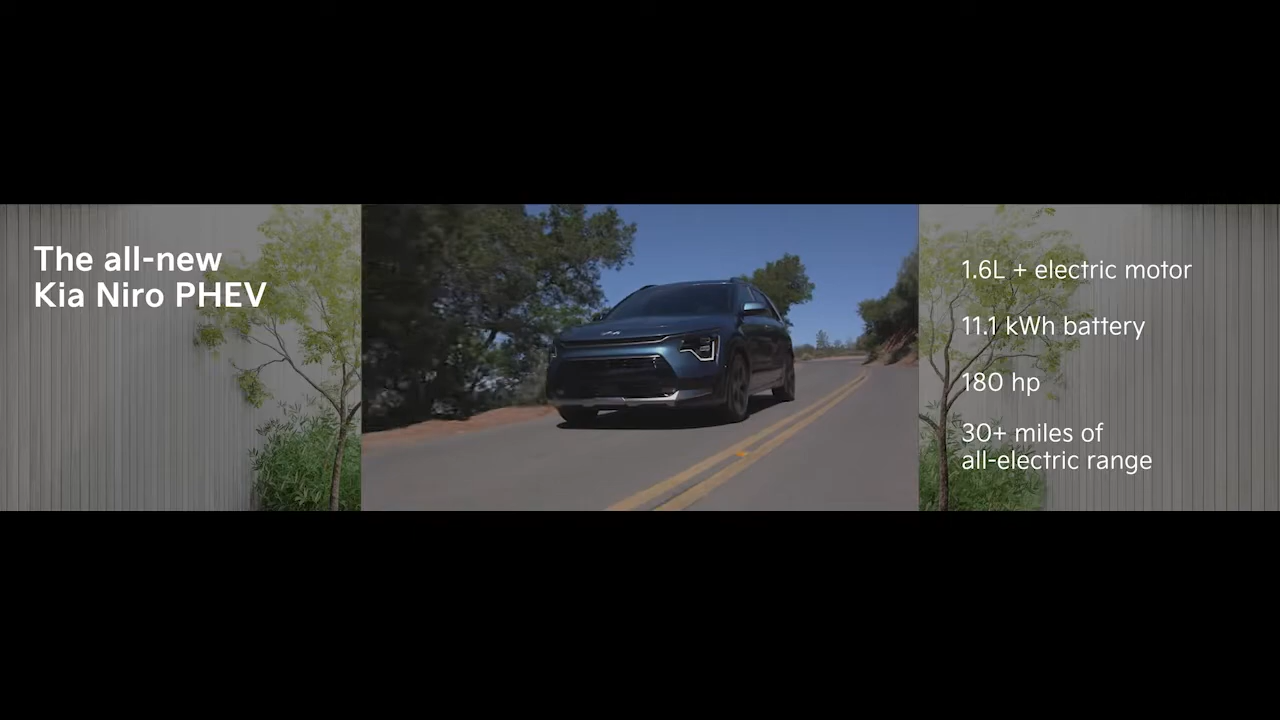 The all-new
Kia Niro PHEV
1.6L + electric motor
11.1 kWh battery
180 hp
30+ miles of
all-electric range